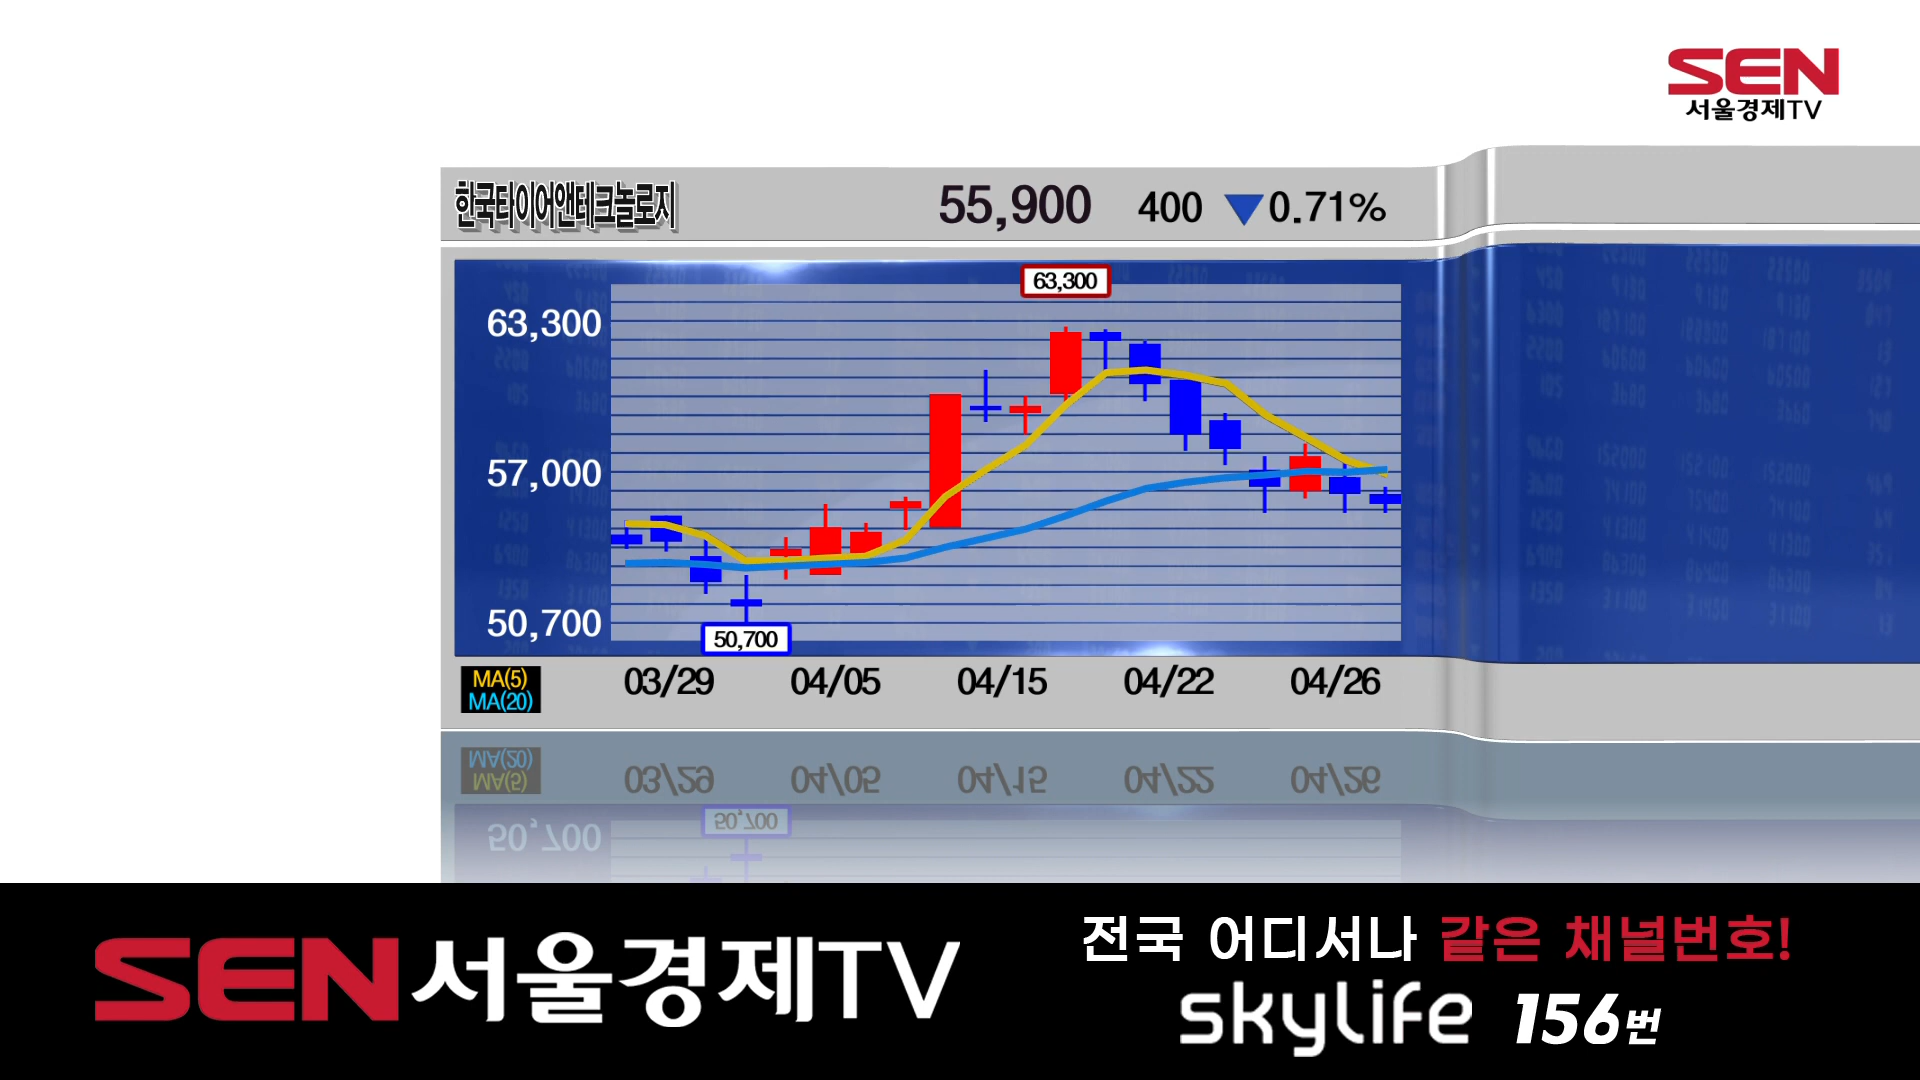 SEN
서울경제TV
한국타이어앤테크놀로지 55,900 400 ▼0.71%
63,300
63,300
57,000
50,700
50,700
MA(5)
MA(20)
03/29 04/05 04/15 04/22 04/26
SEN서울경제TV
전국 어디서나 같은 채널번호!
skylife 156번